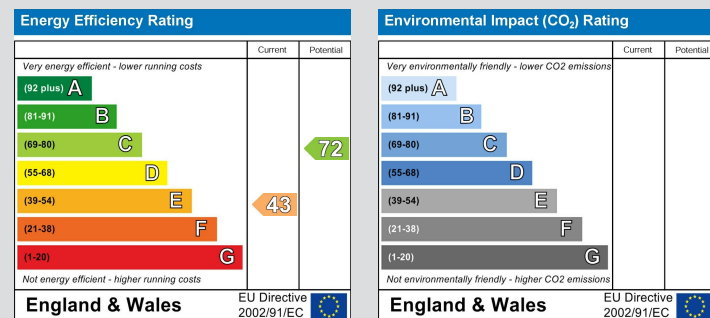 Energy Efficiency Rating
Current Potential
Very energy efficient - lower running costs
(92 plus) A
(81-91) B
(69-80) C
72
(55-68) D
(39-54) E
43
(21-38) F
(1-20) G
Not energy efficient - higher running costs
England & Wales
EU Directive
2002/91/EC
Environmental Impact (CO₂) Rating
Current Potential
Very environmentally friendly - lower CO2 emissions
(92 plus) A
(81-91) B
(69-80) C
(55-68) D
(39-54) E
(21-38) F
(1-20) G
Not environmentally friendly - higher CO2 emissions
England & Wales
EU Directive
2002/91/EC